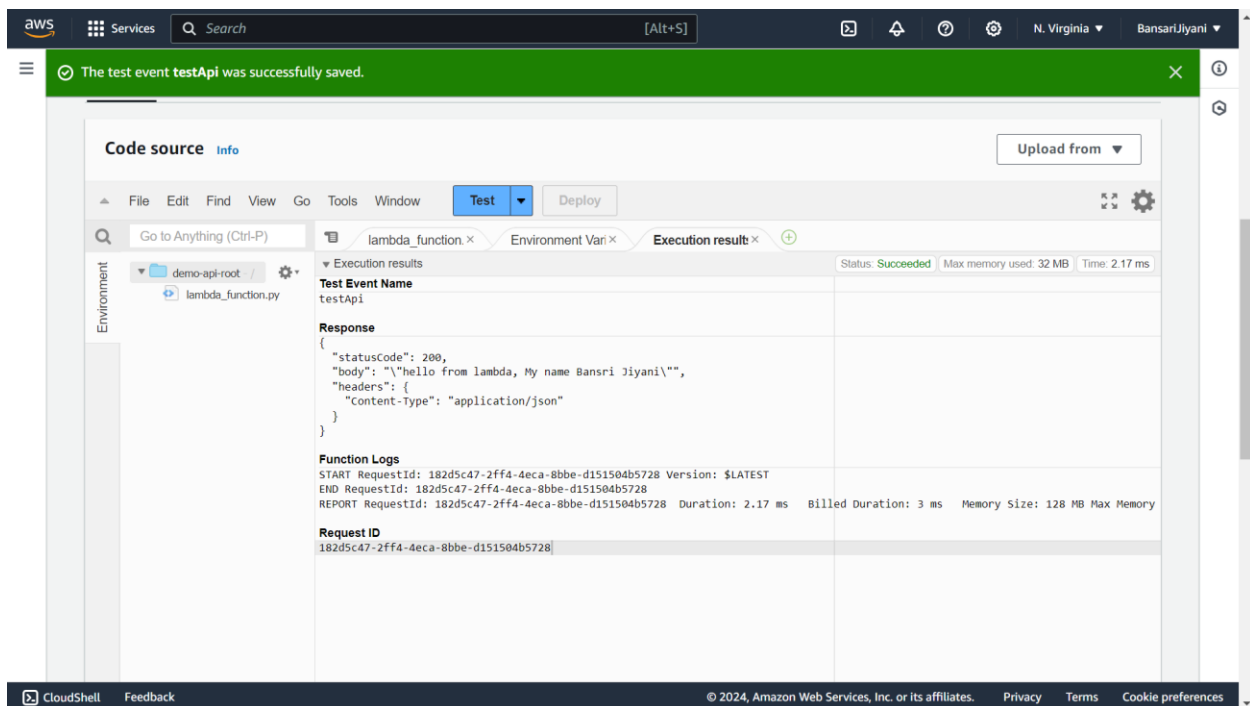 aws Services Search [Alt+S] N. Virginia ▼ BansariJiyani ▼
The test event testApi was successfully saved.
Code source Info Upload from ▼
File Edit Find View Go Tools Window Test Deploy
Go to Anything (Ctrl-P) lambda_function. × Environment Vari × Execution results ×
Environment
demo-api-root - /
lambda_function.py
▼ Execution results Status: Succeeded Max memory used: 32 MB Time: 2.17 ms
Test Event Name
testApi
Response
{
  "statusCode": 200,
  "body": "\"hello from lambda, My name Bansri Jiyani\"",
  "headers": {
    "Content-Type": "application/json"
  }
}
Function Logs
START RequestId: 182d5c47-2ff4-4eca-8bbe-d151504b5728 Version: $LATEST
END RequestId: 182d5c47-2ff4-4eca-8bbe-d151504b5728
REPORT RequestId: 182d5c47-2ff4-4eca-8bbe-d151504b5728 Duration: 2.17 ms Billed Duration: 3 ms Memory Size: 128 MB Max Memory
Request ID
182d5c47-2ff4-4eca-8bbe-d151504b5728
CloudShell Feedback © 2024, Amazon Web Services, Inc. or its affiliates. Privacy Terms Cookie preferences